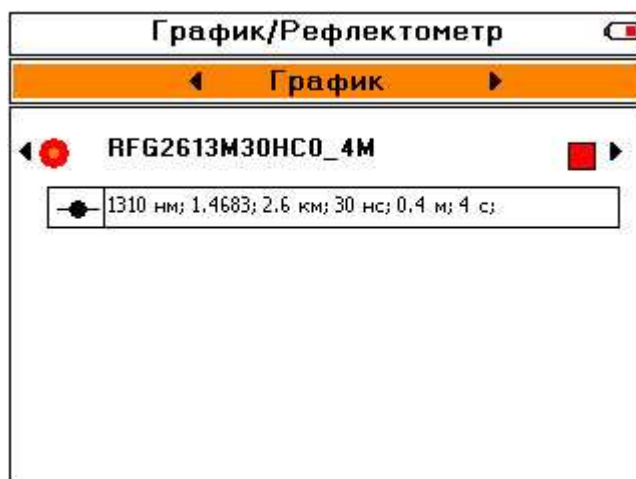 График/Рефлектометр
График
RFG2613M30HC0_4M
1310 нм; 1.4683; 2.6 км; 30 нс; 0.4 м; 4 с;